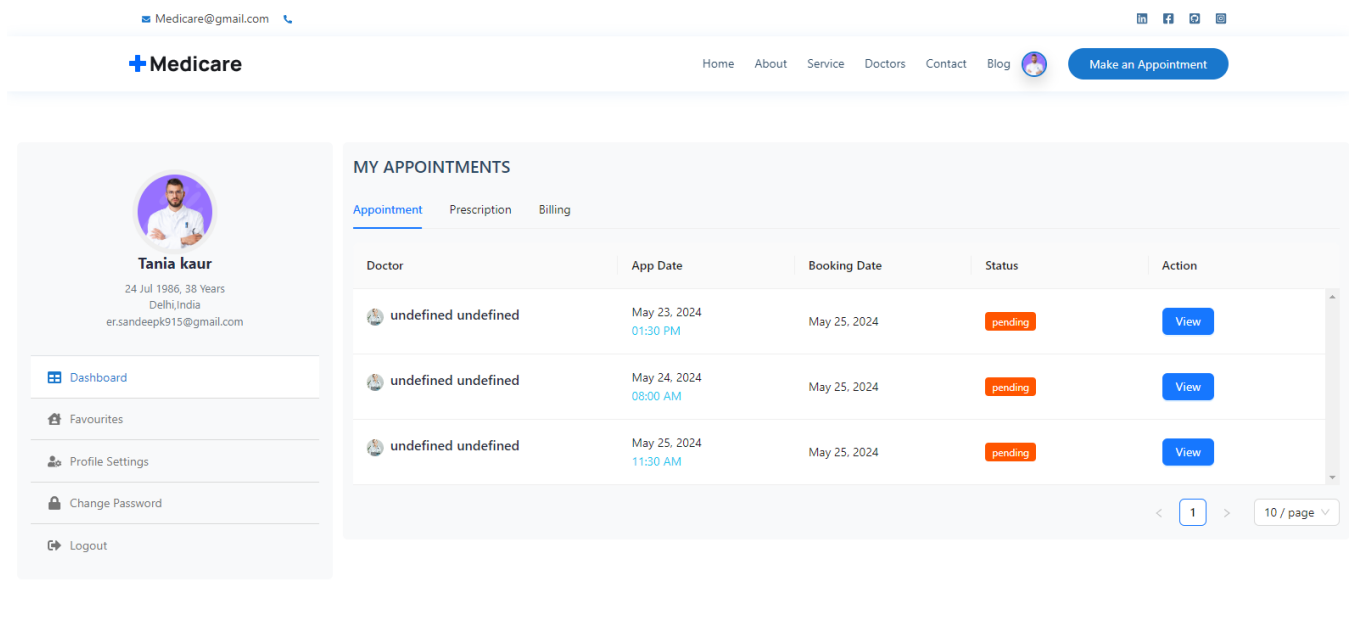 Medicare@gmail.com
Medicare
Home About Service Doctors Contact Blog Make an Appointment
Tania kaur
24 Jul 1986, 38 Years
Delhi,India
er.sandeepk915@gmail.com
Dashboard
Favourites
Profile Settings
Change Password
Logout
MY APPOINTMENTS
Appointment Prescription Billing
Doctor App Date Booking Date Status Action
undefined undefined May 23, 2024 01:30 PM May 25, 2024 pending View
undefined undefined May 24, 2024 08:00 AM May 25, 2024 pending View
undefined undefined May 25, 2024 11:30 AM May 25, 2024 pending View
< 1 > 10 / page